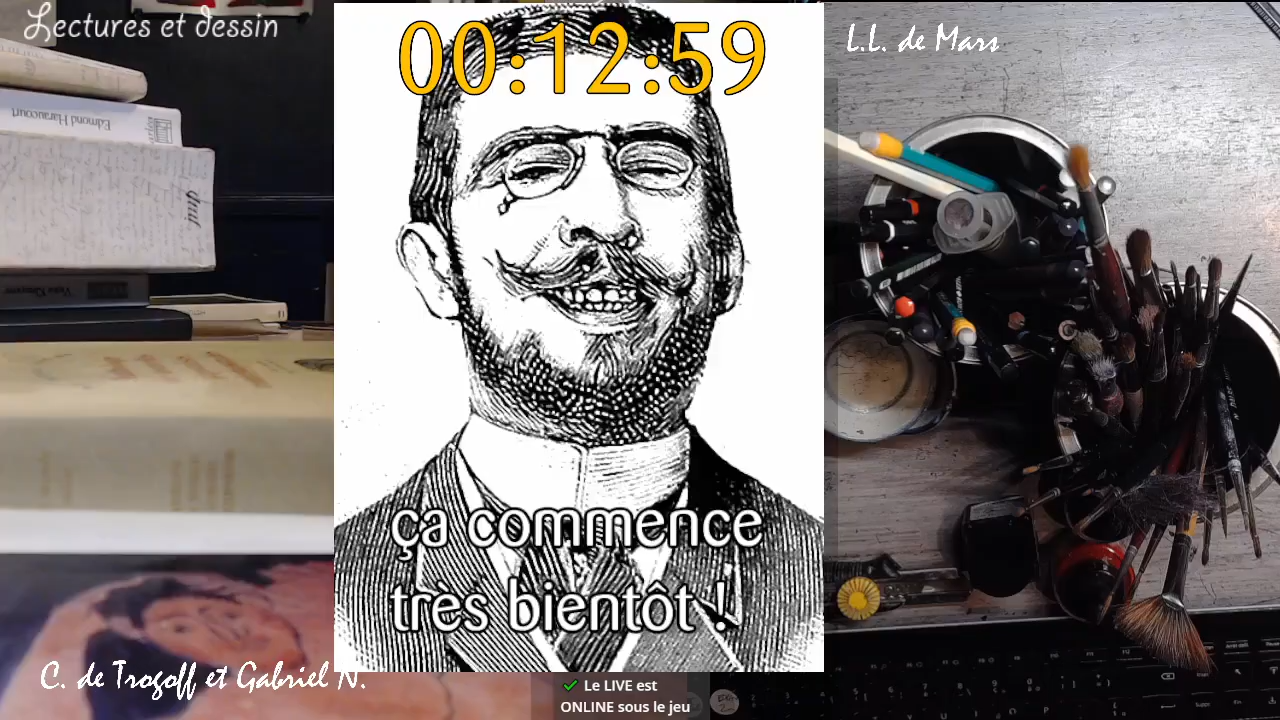 Lectures et dessin
L.L. de Mars
00:12:59
Edmond Haraucourt
ça commence
très bientôt !
C. de Trogoff et Gabriel N.
Le LIVE est
ONLINE sous le jeu